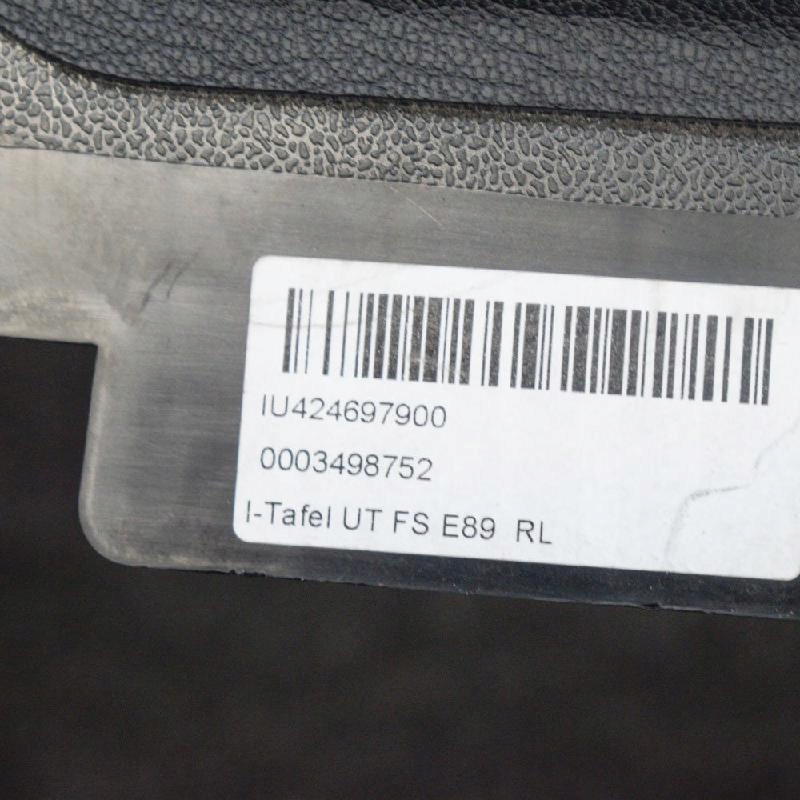 IU424697900
0003498752
I-Tafel UT FS E89 RL